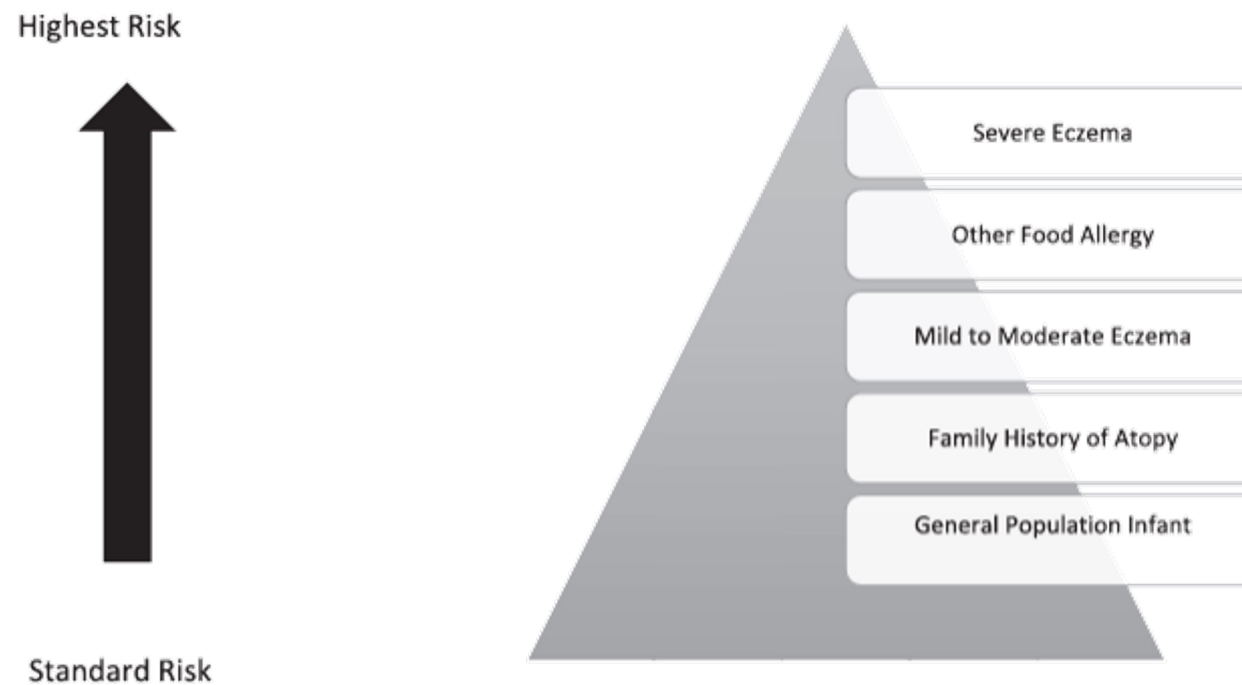 Highest Risk
Severe Eczema
Other Food Allergy
Mild to Moderate Eczema
Family History of Atopy
General Population Infant
Standard Risk